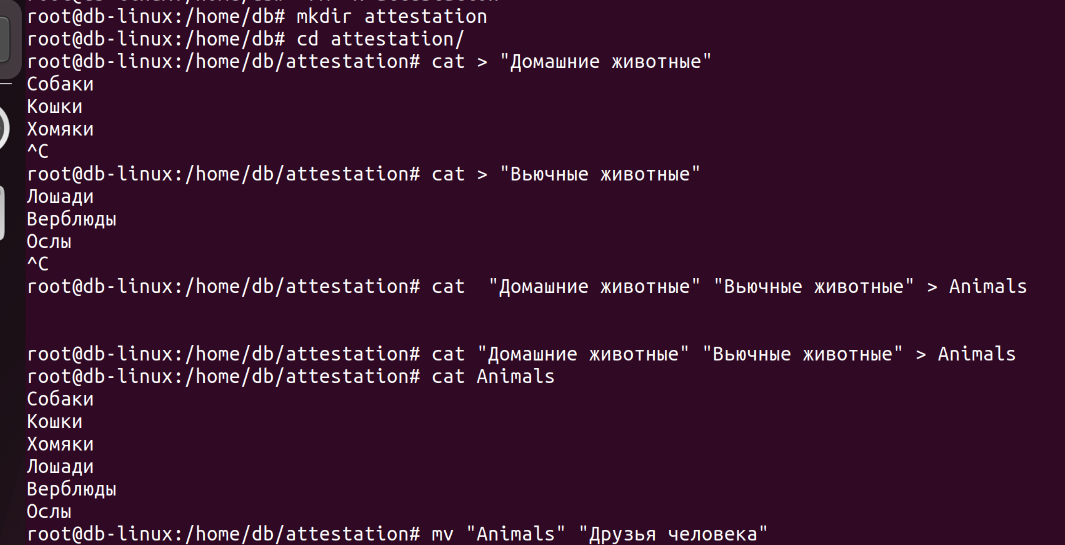 root@db-linux:/home/db# mkdir attestation
root@db-linux:/home/db# cd attestation/
root@db-linux:/home/db/attestation# cat > "Домашние животные"
Собаки
Кошки
Хомяки
^C
root@db-linux:/home/db/attestation# cat > "Вьючные животные"
Лошади
Верблюды
Ослы
^C
root@db-linux:/home/db/attestation# cat  "Домашние животные" "Вьючные животные" > Animals
root@db-linux:/home/db/attestation# cat "Домашние животные" "Вьючные животные" > Animals
root@db-linux:/home/db/attestation# cat Animals
Собаки
Кошки
Хомяки
Лошади
Верблюды
Ослы
root@db-linux:/home/db/attestation# mv "Animals" "Друзья человека"